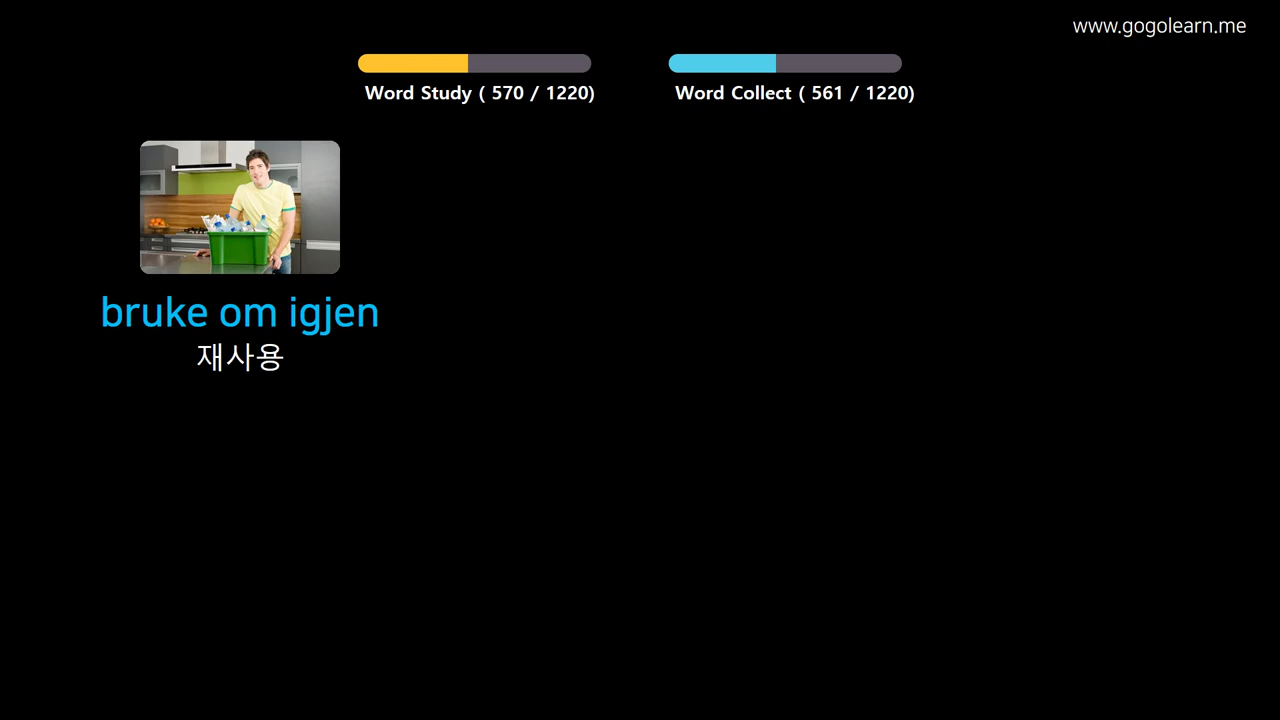 www.gogolearn.me
Word Study ( 570 / 1220)
Word Collect ( 561 / 1220)
bruke om igjen
재사용